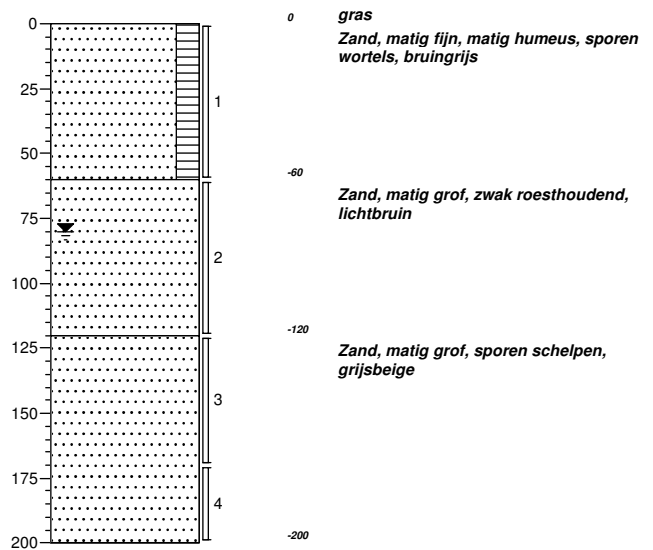 0
gras
0
Zand, matig fijn, matig humeus, sporen
wortels, bruingrijs
25
1
50
-60
Zand, matig grof, zwak roesthoudend,
lichtbruin
75
2
100
-120
125
Zand, matig grof, sporen schelpen,
grijsbeige
3
150
175
4
200
-200